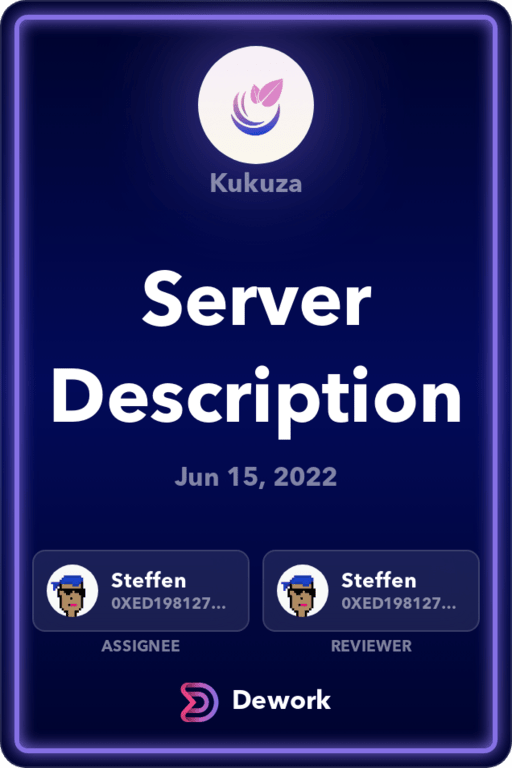 Kukuza
Server
Description
Jun 15, 2022
Steffen
0XED198127...
ASSIGNEE
Steffen
0XED198127...
REVIEWER
Dework